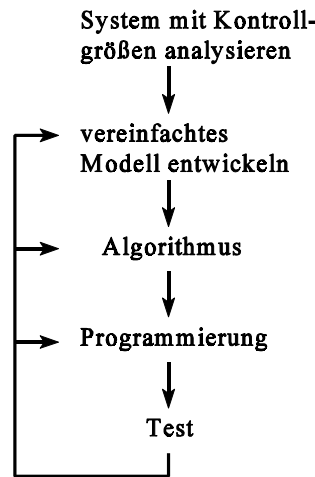 System mit Kontroll-
größen analysieren
vereinfachtes
Modell entwickeln
Algorithmus
Programmierung
Test